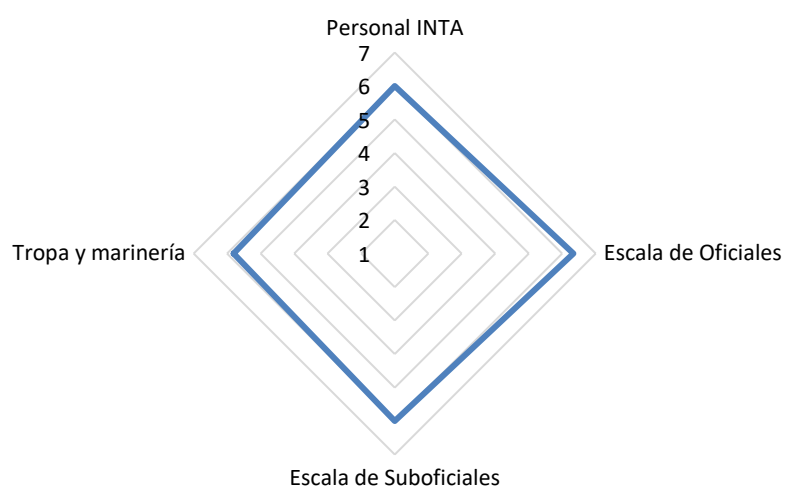 Personal INTA
7
6
5
4
3
2
1
Tropa y marinería
Escala de Oficiales
Escala de Suboficiales